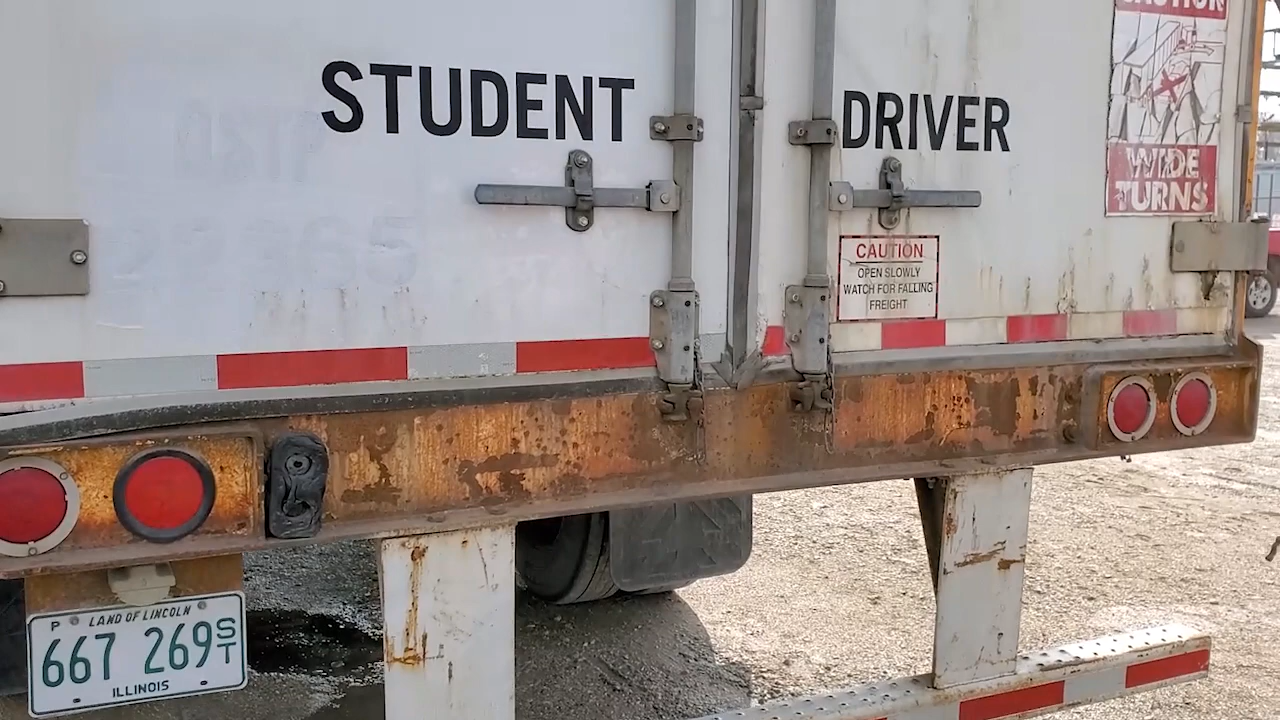 CAUTION
STUDENT DRIVER
WIDE
TURNS
CAUTION
OPEN SLOWLY
WATCH FOR FALLING
FREIGHT
P LAND OF LINCOLN
667 269 ST
ILLINOIS